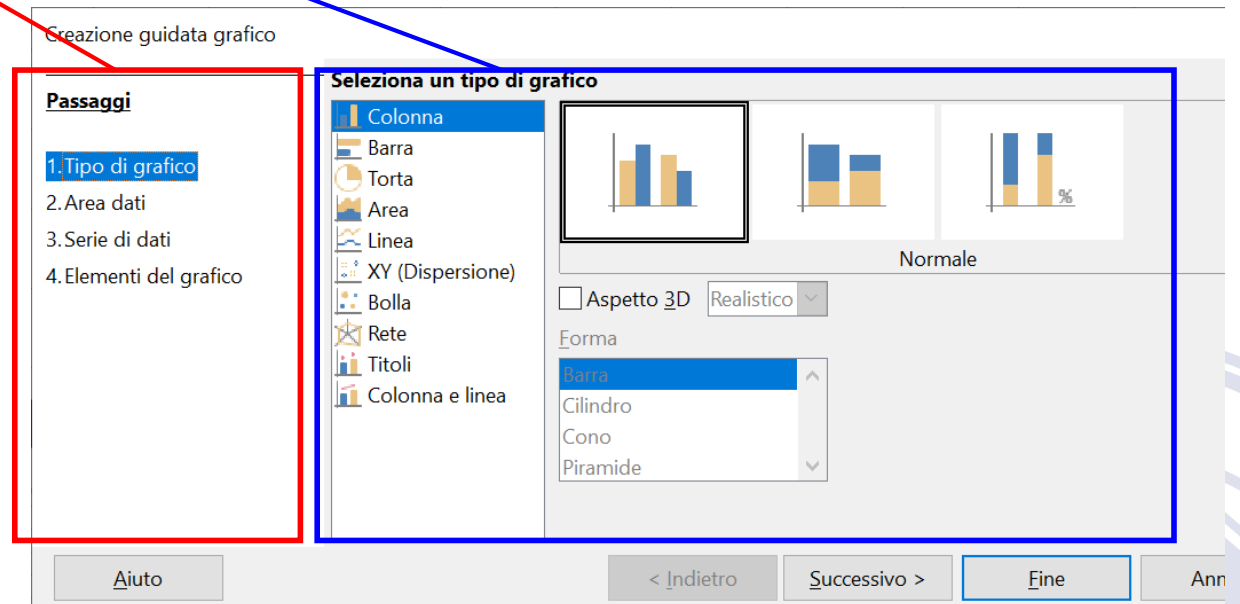 Creazione guidata grafico
Passaggi
1. Tipo di grafico
2. Area dati
3. Serie di dati
4. Elementi del grafico
Seleziona un tipo di grafico
Colonna
Barra
Torta
Area
Linea
XY (Dispersione)
Bolla
Rete
Titoli
Colonna e linea
%
Normale
Aspetto 3D
Realistico
Forma
Barra
Cilindro
Cono
Piramide
Aiuto
< Indietro
Successivo >
Fine
Ann